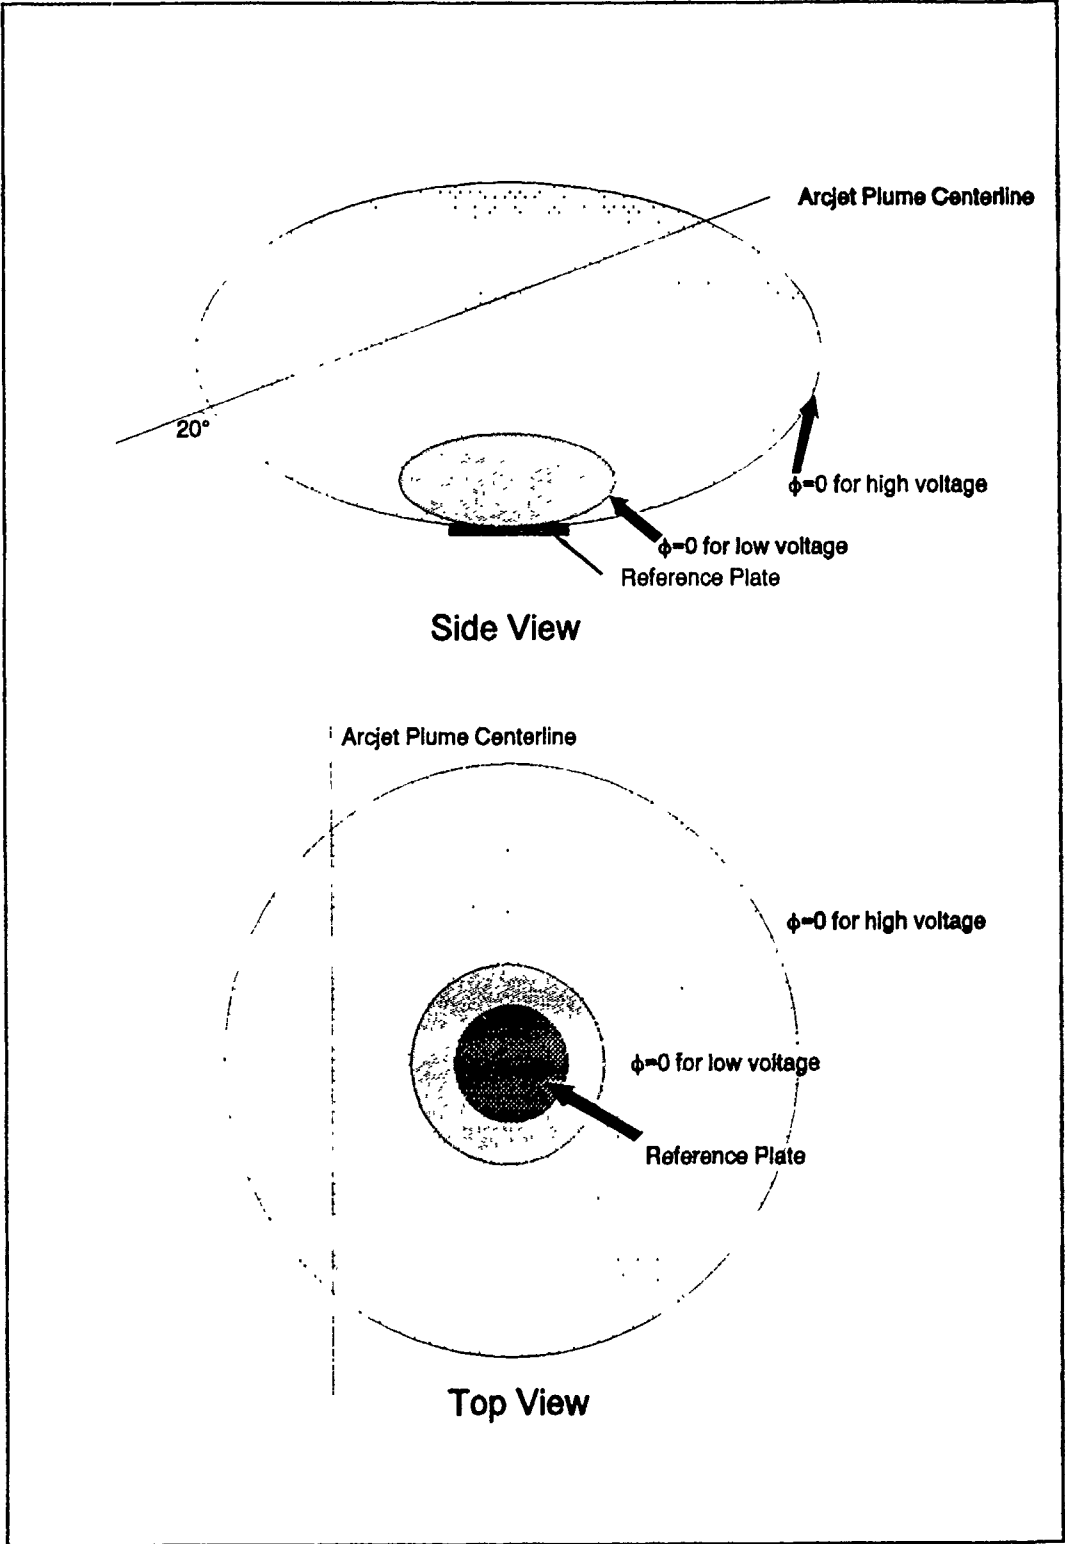 Arcjet Plume Centerline
20°
ϕ=0 for high voltage
ϕ=0 for low voltage
Reference Plate
Side View
Arcjet Plume Centerline
ϕ=0 for high voltage
ϕ=0 for low voltage
Reference Plate
Top View